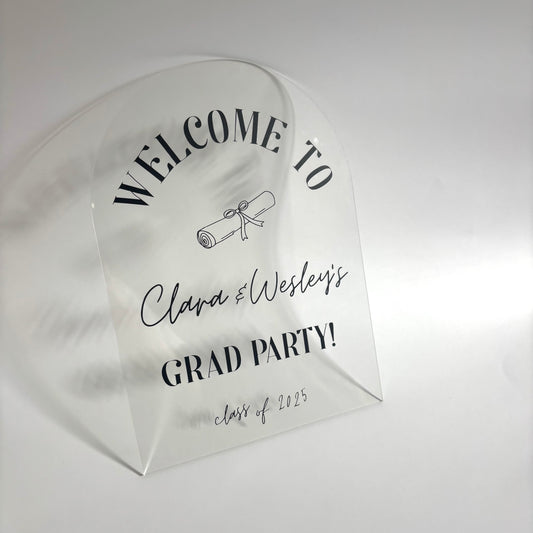 WELCOME TO
Clara & Wesley's
GRAD PARTY!
class of 2025